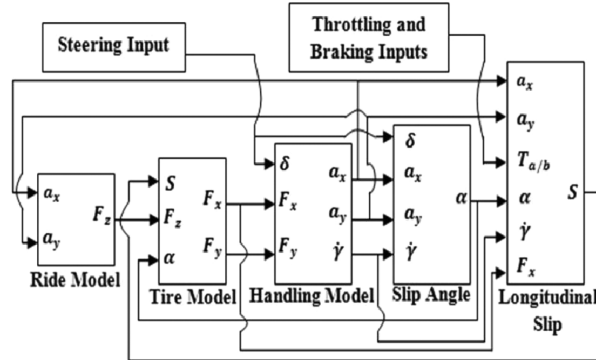 Steering Input
Throttling and
Braking Inputs
a_x
a_y
F_z
Ride Model
S
F_z
α
F_x
F_y
Tire Model
δ
F_x
F_y
a_x
a_y
γ̇
Handling Model
δ
a_x
a_y
γ̇
α
Slip Angle
a_x
a_y
T_{a/b}
α
γ̇
F_x
S
Longitudinal
Slip